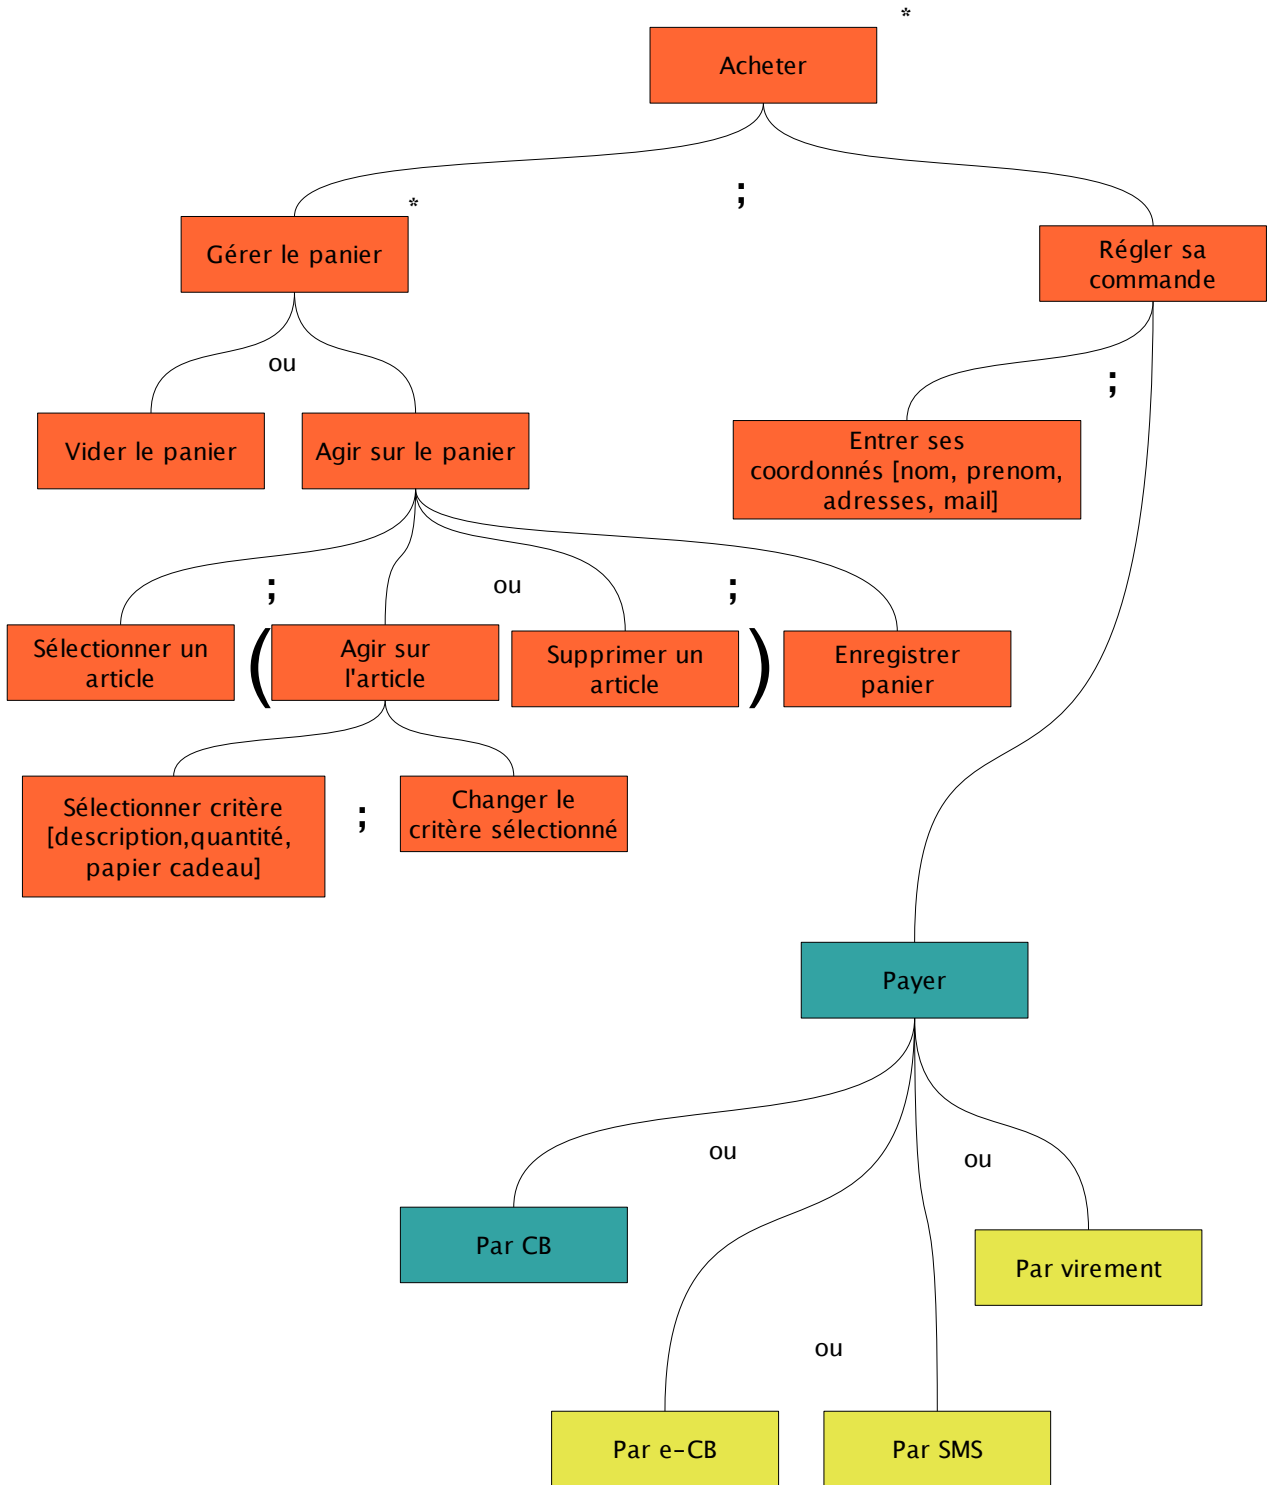 *
Acheter
;
*
Gérer le panier
Régler sa
commande
ou
;
Vider le panier
Agir sur le panier
Entrer ses
coordonnés [nom, prenom,
adresses, mail]
;
ou
;
Sélectionner un
article
(
Agir sur
l'article
Supprimer un
article
)
Enregistrer
panier
Sélectionner critère
[description,quantité,
papier cadeau]
;
Changer le
critère sélectionné
Payer
ou
ou
Par CB
Par virement
ou
Par e-CB
Par SMS